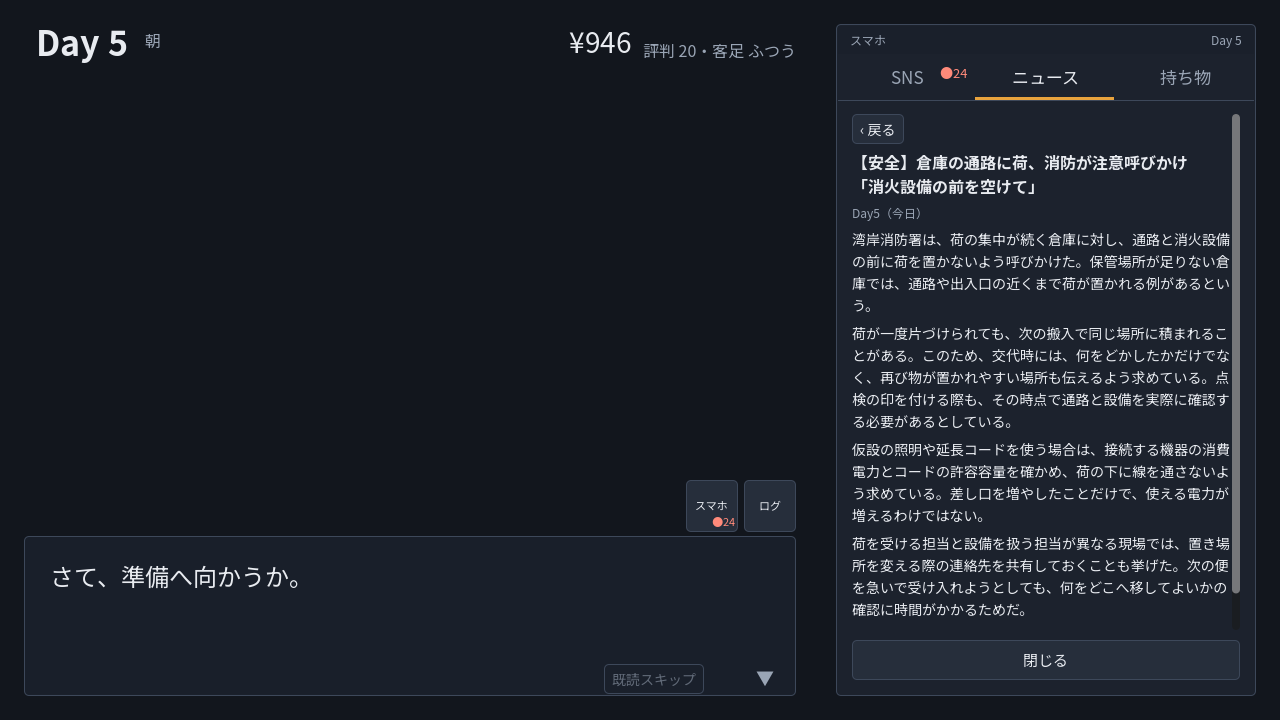 Day 5 朝
¥946 評判 20・客足 ふつう
スマホ Day 5
SNS 24 ニュース 持ち物
‹ 戻る
【安全】倉庫の通路に荷、消防が注意呼びかけ
「消火設備の前を空けて」
Day5（今日）
湾岸消防署は、荷の集中が続く倉庫に対し、通路と消火設備
の前に荷を置かないよう呼びかけた。保管場所が足りない倉
庫では、通路や出入口の近くまで荷が置かれる例があるとい
う。
荷が一度片づけられても、次の搬入で同じ場所に積まれるこ
とがある。このため、交代時には、何をどかしたかだけでな
く、再び物が置かれやすい場所も伝えるよう求めている。点
検の印を付ける際も、その時点で通路と設備を実際に確認す
る必要があるとしている。
仮設の照明や延長コードを使う場合は、接続する機器の消費
電力とコードの許容容量を確かめ、荷の下に線を通さないよ
う求めている。差し口を増やしたことだけで、使える電力が
増えるわけではない。
荷を受ける担当と設備を扱う担当が異なる現場では、置き場
所を変える際の連絡先を共有しておくことも挙げた。次の便
を急いで受け入れようとしても、何をどこへ移してよいかの
確認に時間がかかるためだ。
閉じる
スマホ 24
ログ
さて、準備へ向かうか。
既読スキップ ▼